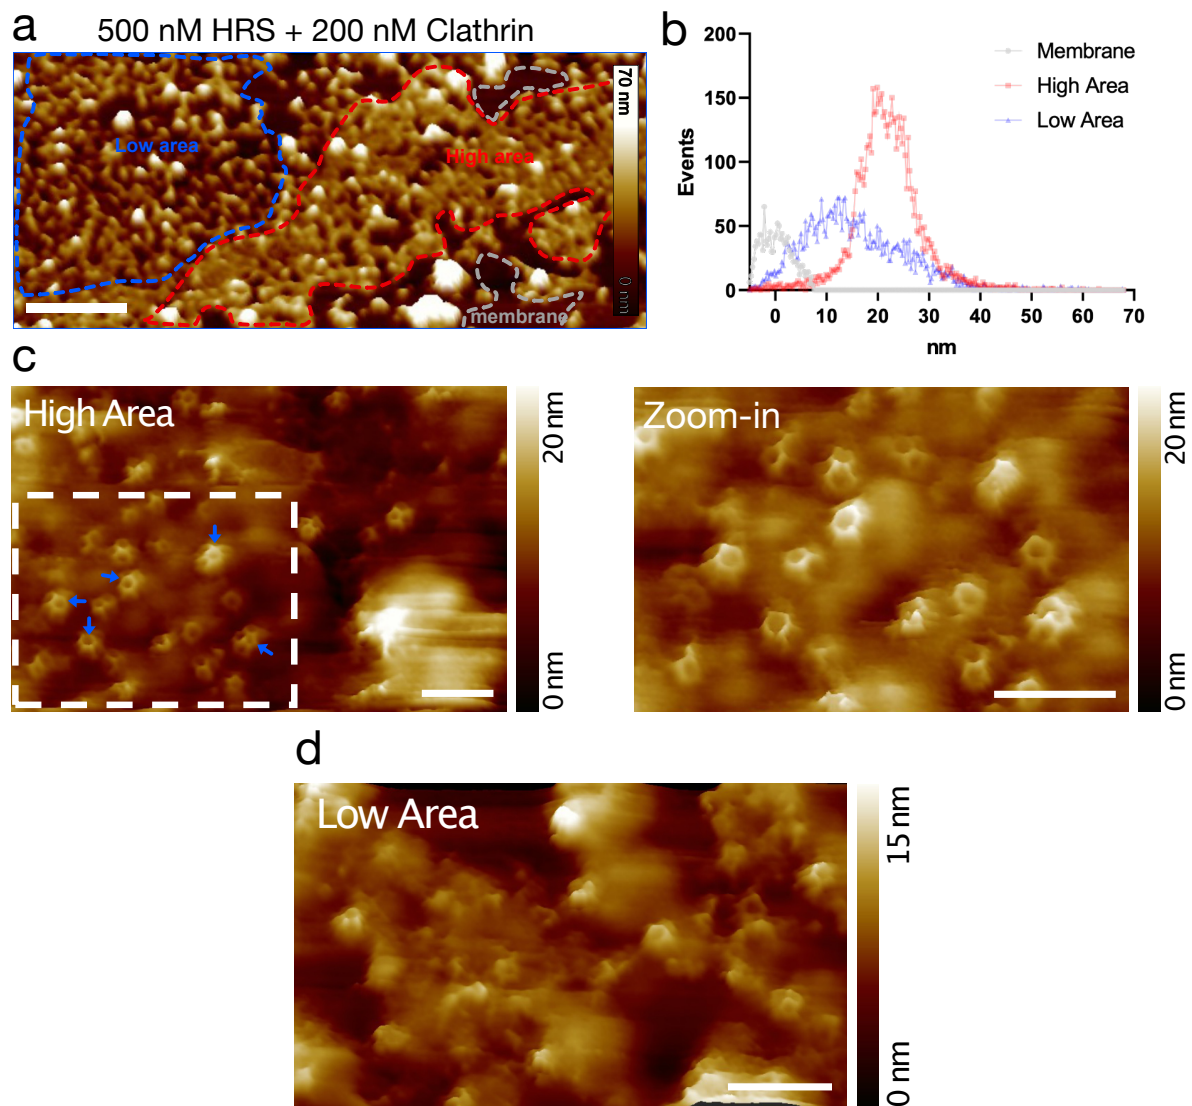 a
500 nM HRS + 200 nM Clathrin
Low area
High area
membrane
70 nm
0 nm
b
200
150
100
50
0
Events
0 10 20 30 40 50 60 70
nm
Membrane
High Area
Low Area
c
High Area
20 nm
0 nm
Zoom-in
20 nm
0 nm
d
Low Area
15 nm
0 nm